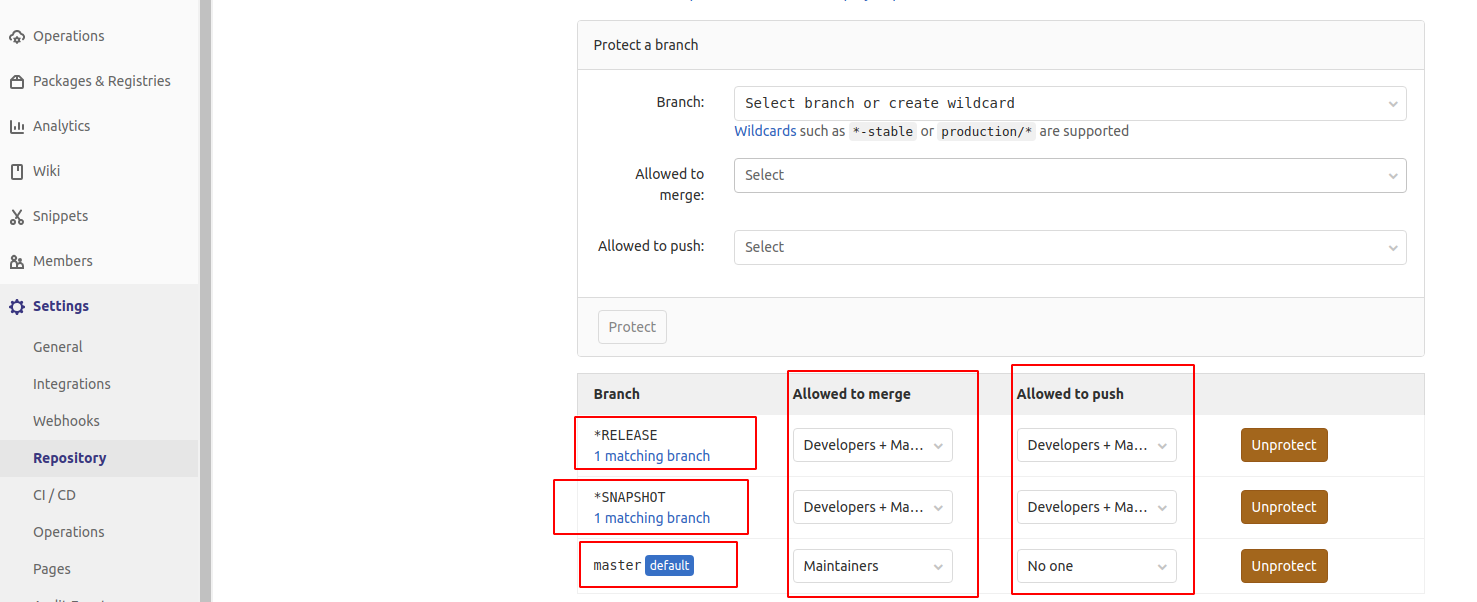 Operations
Packages & Registries
Analytics
Wiki
Snippets
Members
Settings
General
Integrations
Webhooks
Repository
CI / CD
Operations
Pages
Protect a branch
Branch:
Select branch or create wildcard
Wildcards such as *-stable or production/* are supported
Allowed to
merge:
Select
Allowed to push:
Select
Protect
Branch Allowed to merge Allowed to push
*RELEASE
1 matching branch
Developers + Ma... Developers + Ma... Unprotect
*SNAPSHOT
1 matching branch
Developers + Ma... Developers + Ma... Unprotect
master default Maintainers No one Unprotect